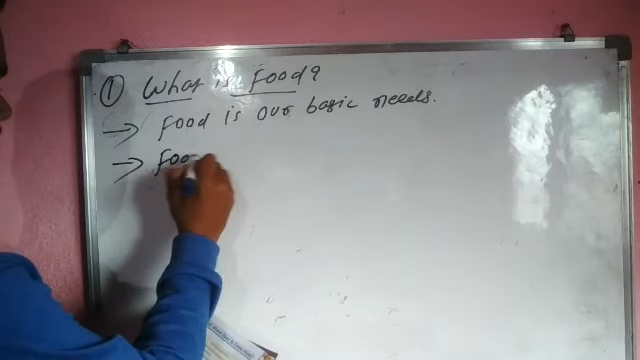 ① What is Food?
→ Food is our basic needs.
→ Foo